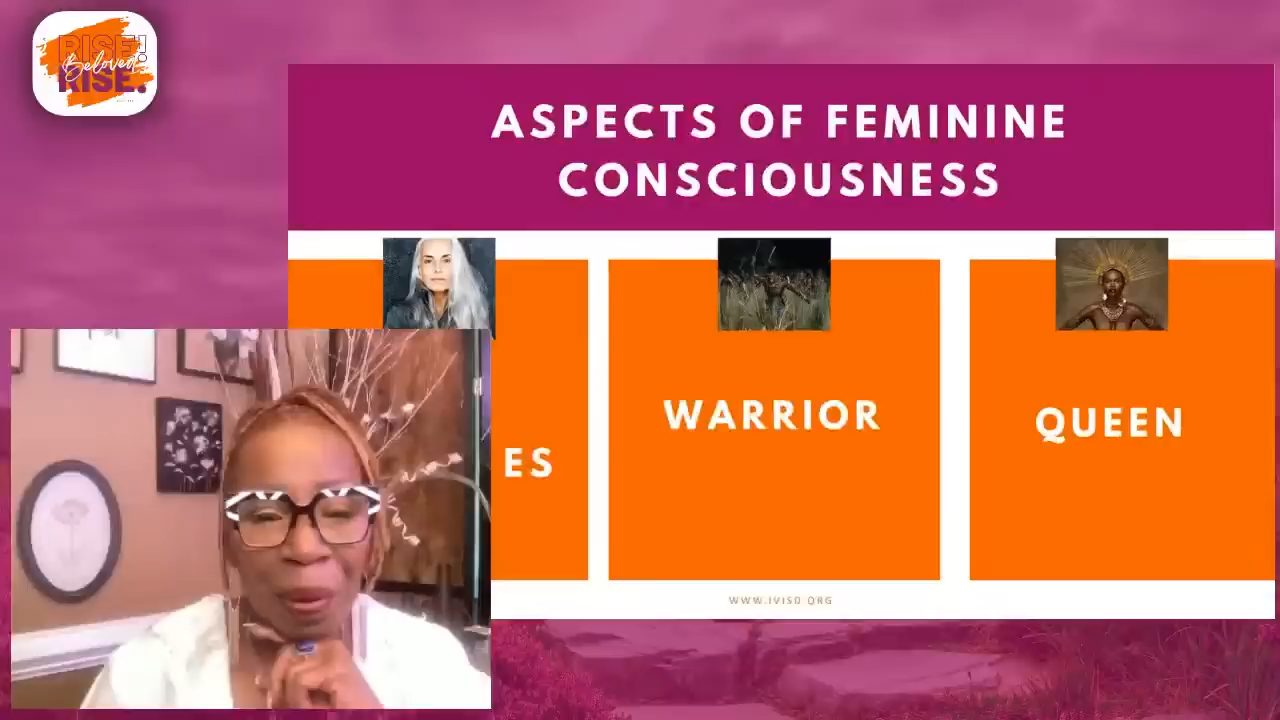 RISE!
Beloved
RISE.
ASPECTS OF FEMININE
CONSCIOUSNESS
ES
WARRIOR
QUEEN
WWW.IVISD.ORG